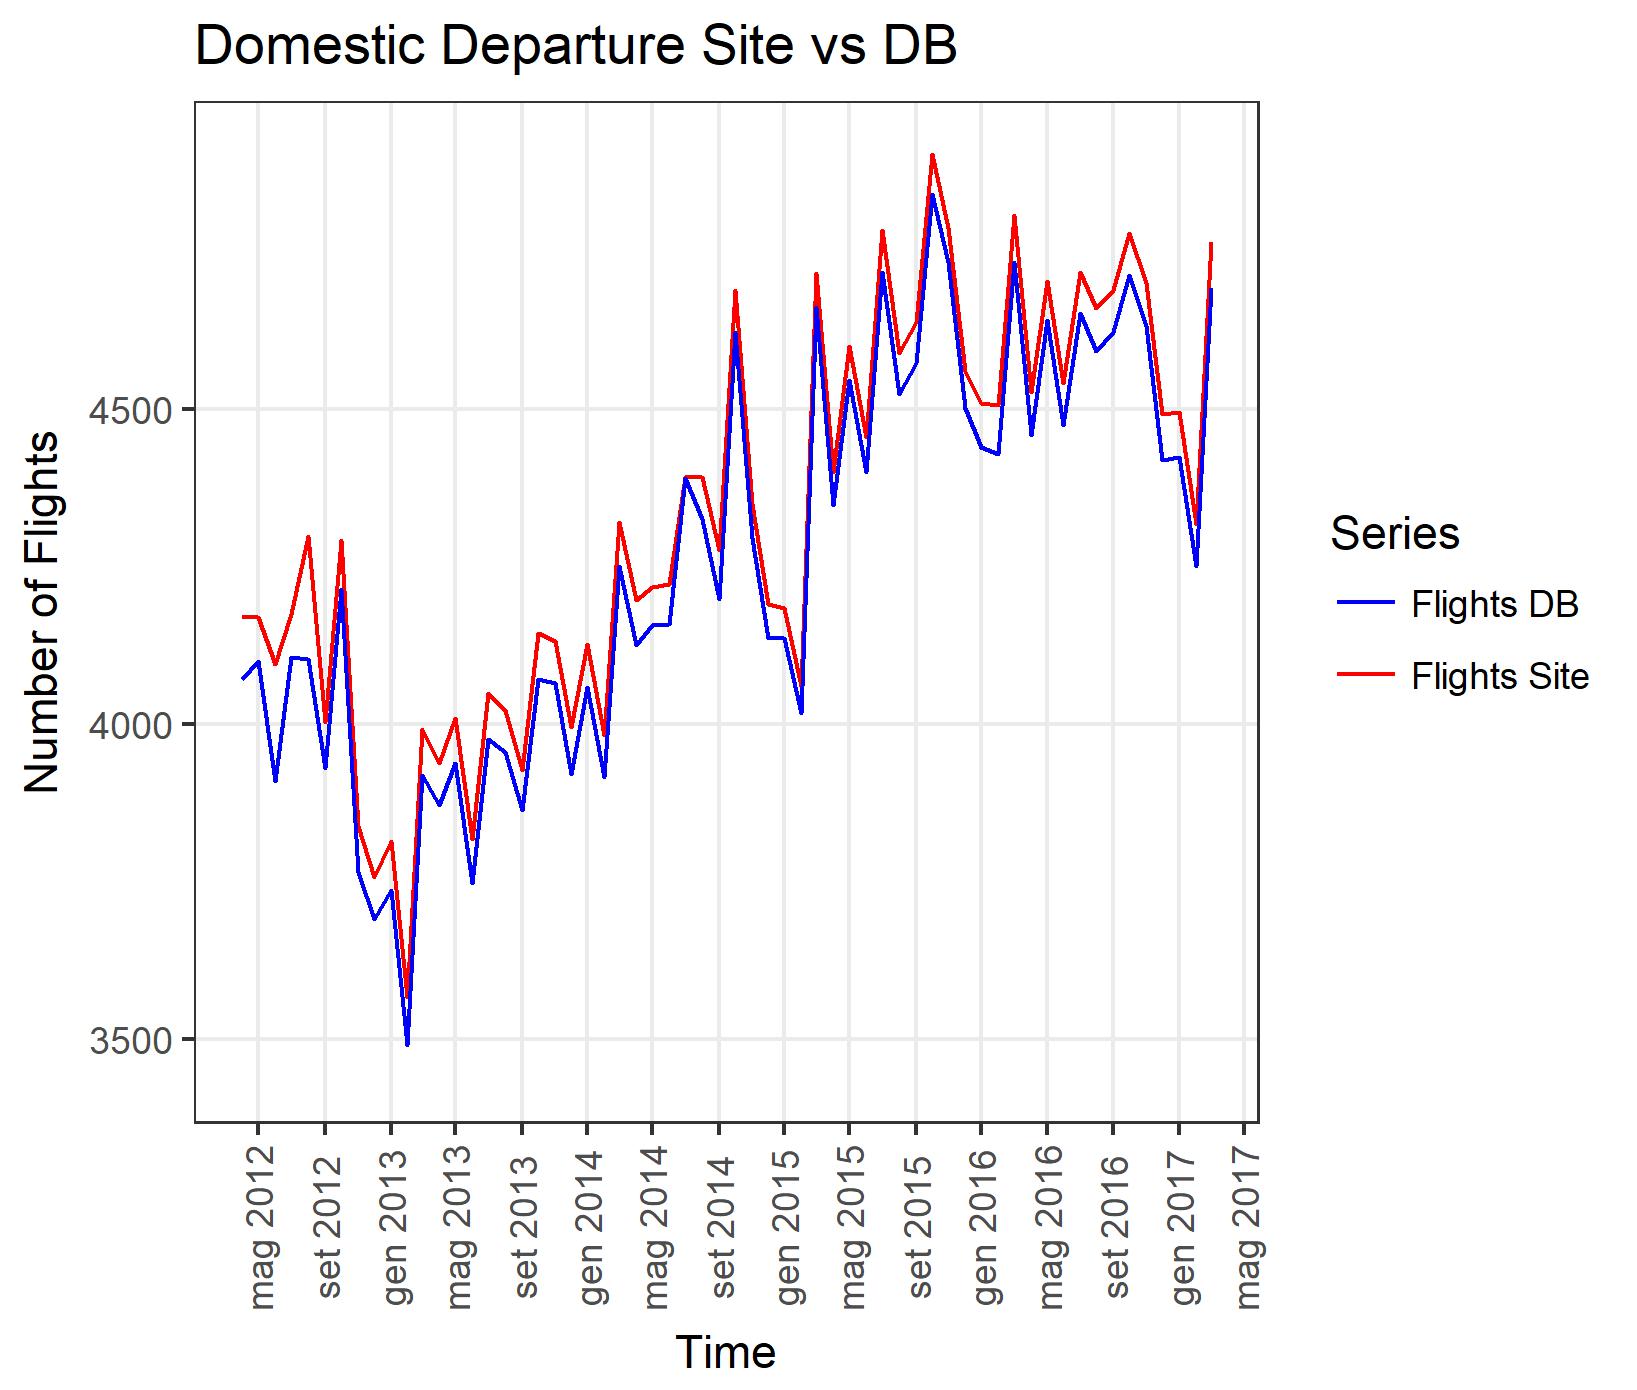 Domestic Departure Site vs DB
Number of Flights
4500
4000
3500
mag 2012
set 2012
gen 2013
mag 2013
set 2013
gen 2014
mag 2014
set 2014
gen 2015
mag 2015
set 2015
gen 2016
mag 2016
set 2016
gen 2017
mag 2017
Time
Series
Flights DB
Flights Site